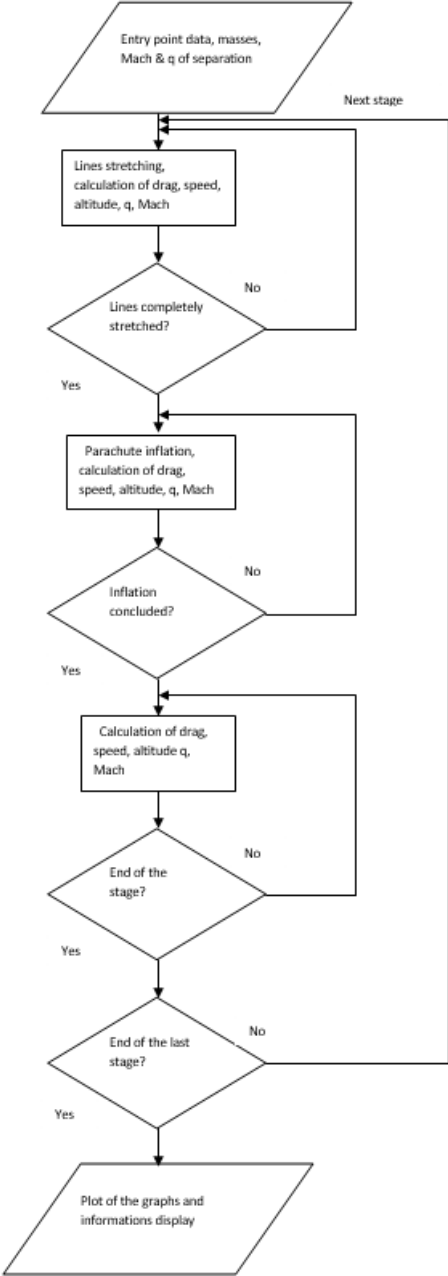 Entry point data, masses,
Mach & q of separation
Next stage
Lines stretching,
calculation of drag, speed,
altitude, q, Mach
No
Lines completely
stretched?
Yes
Parachute inflation,
calculation of drag,
speed, altitude, q, Mach
No
Inflation
concluded?
Yes
Calculation of drag,
speed, altitude q,
Mach
No
End of the
stage?
Yes
No
End of the last
stage?
Yes
Plot of the graphs and
informations display